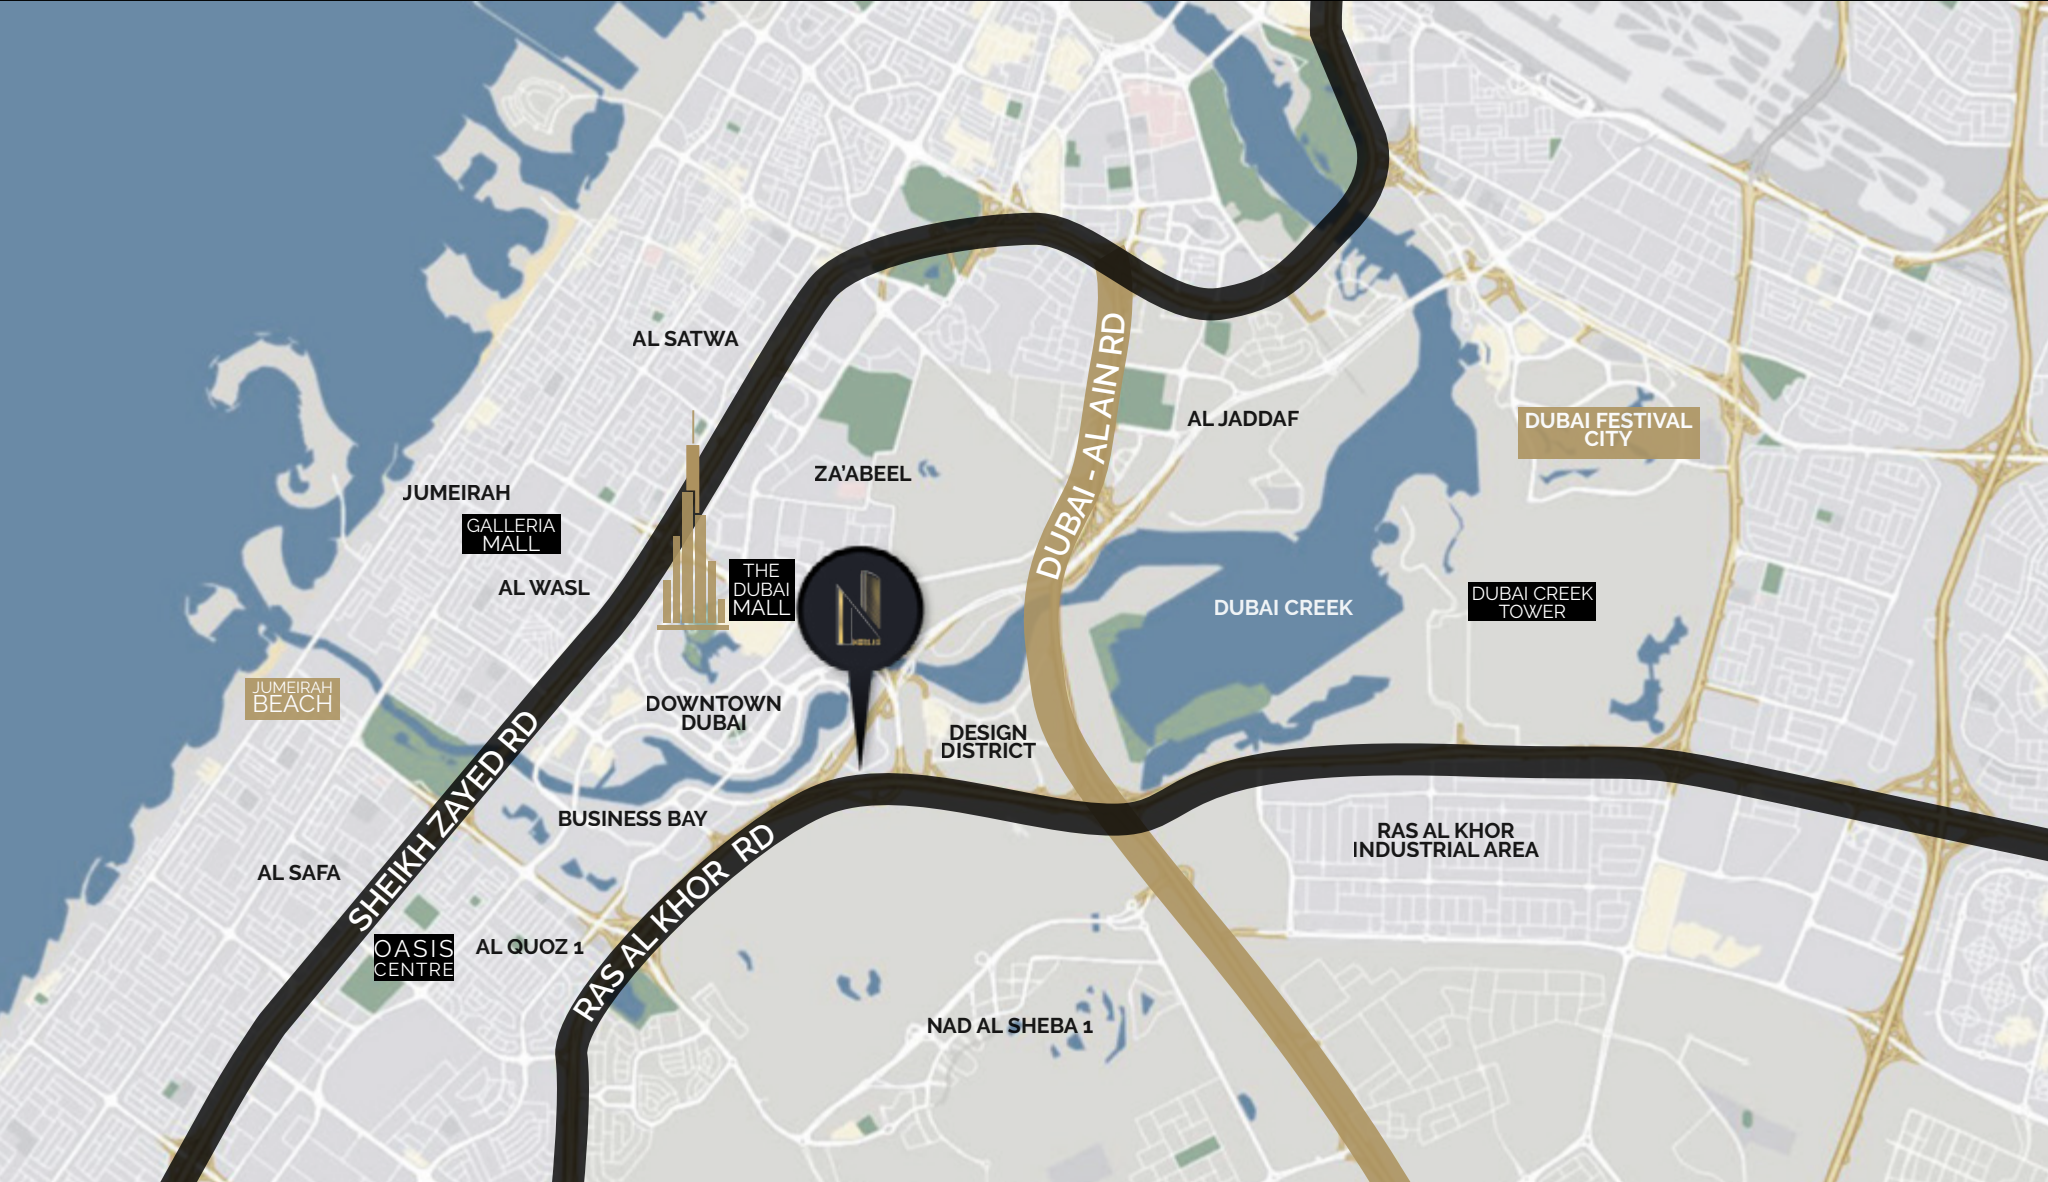 AL SATWA
DUBAI - AL AIN RD
AL JADDAF
DUBAI FESTIVAL
CITY
ZA'ABEEL
JUMEIRAH
GALLERIA
MALL
AL WASL
THE
DUBAI
MALL
DUBAI CREEK
DUBAI CREEK
TOWER
JUMEIRAH
BEACH
DOWNTOWN
DUBAI
DESIGN
DISTRICT
SHEIKH ZAYED RD
BUSINESS BAY
RAS AL KHOR RD
RAS AL KHOR
INDUSTRIAL AREA
AL SAFA
OASIS
CENTRE
AL QUOZ 1
NAD AL SHEBA 1